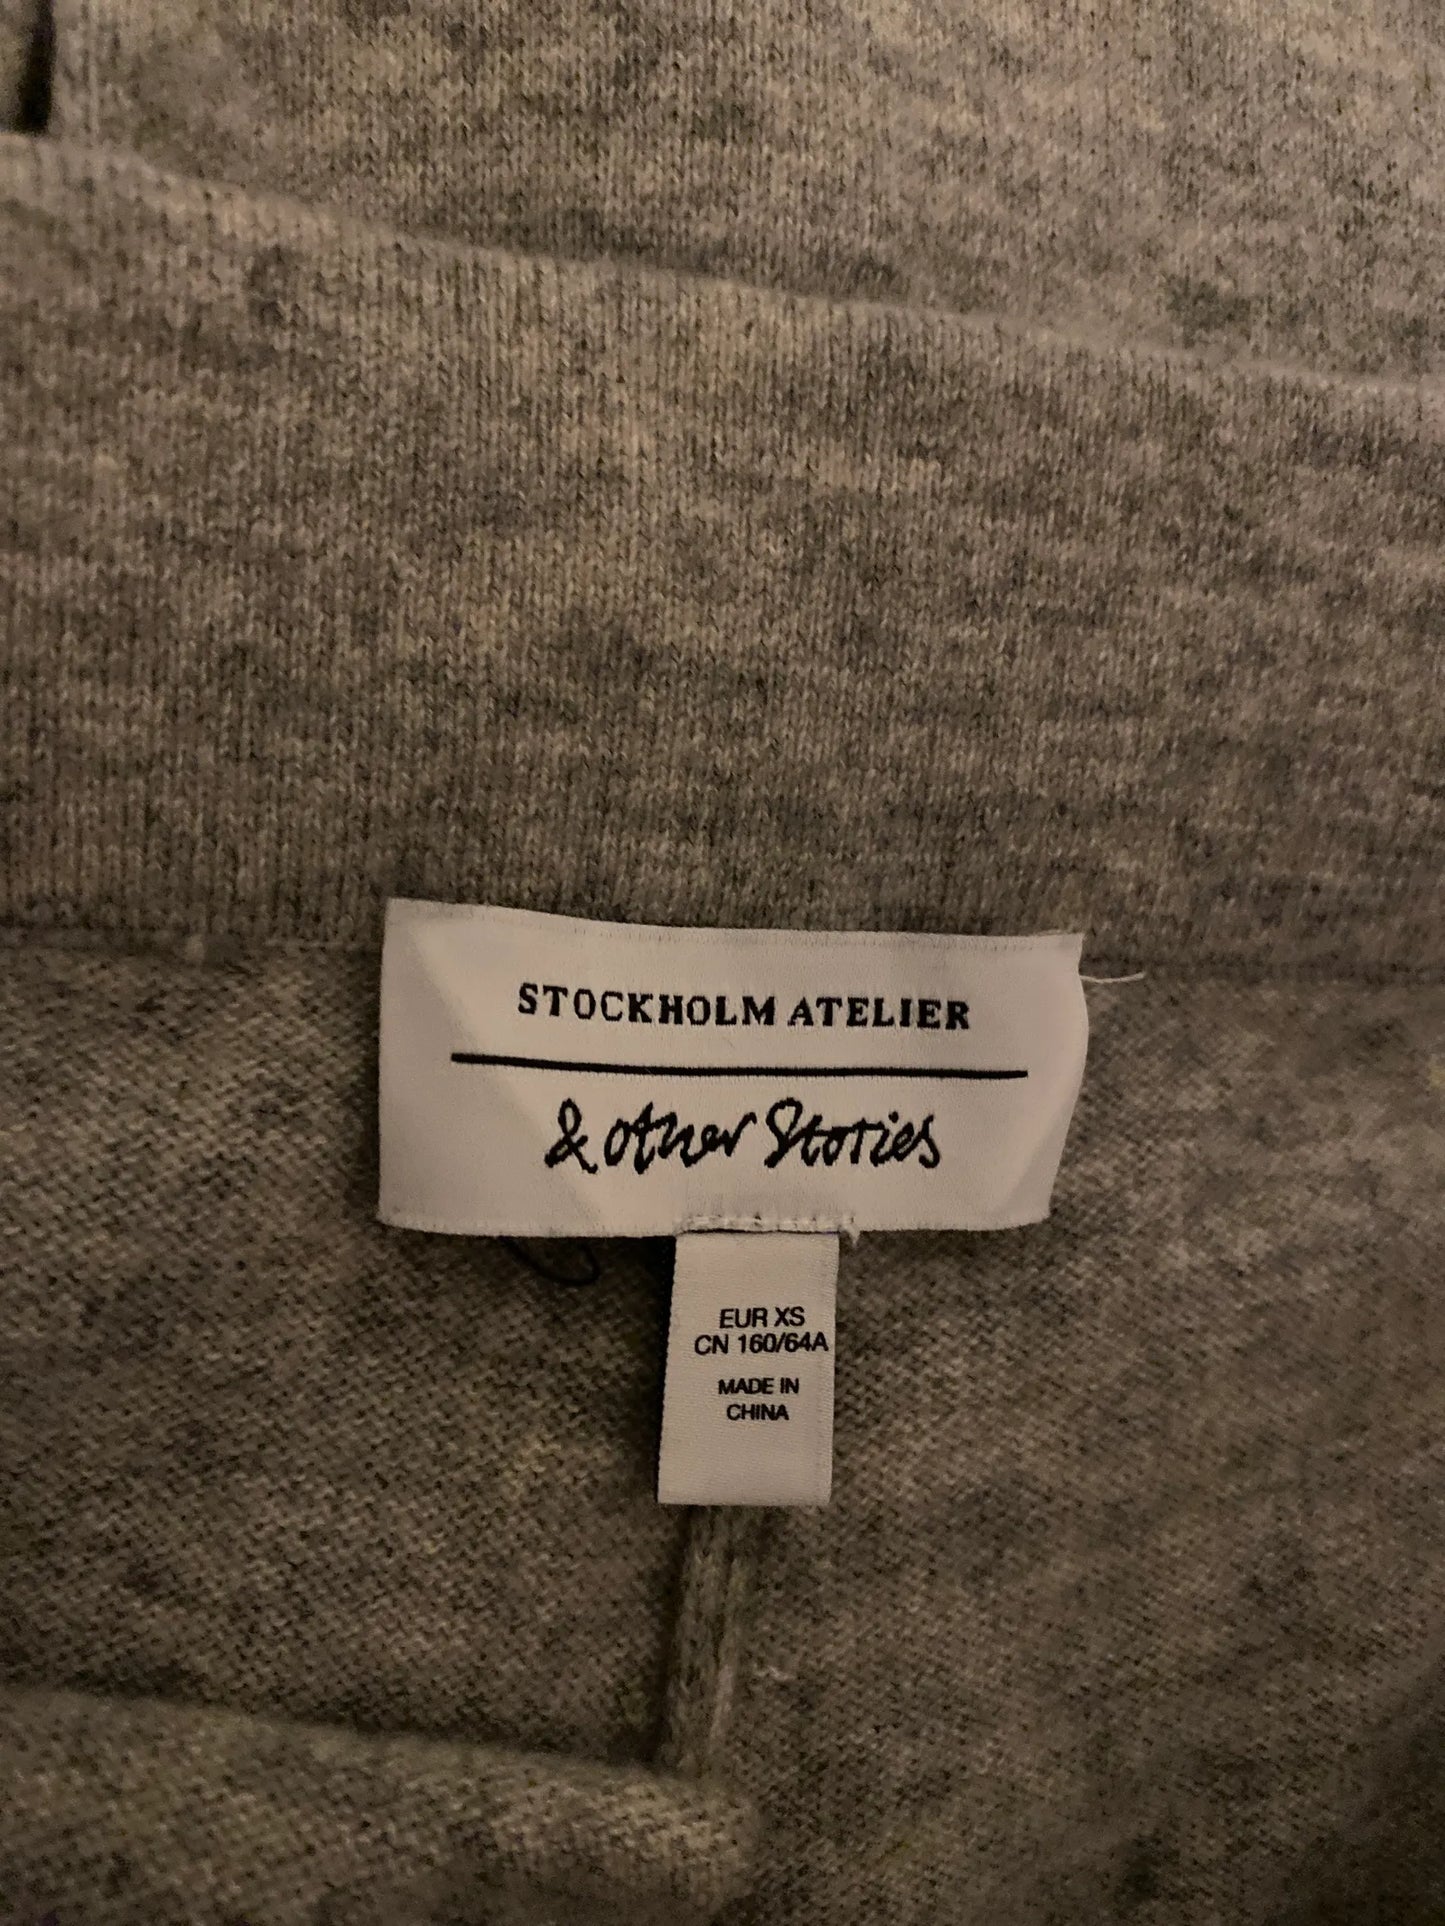 STOCKHOLM ATELIER
& other Stories
EUR XS
CN 160/64A
MADE IN
CHINA